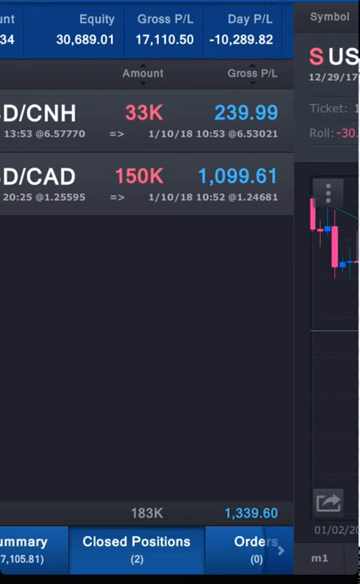 unt Equity Gross P/L Day P/L
34 30,689.01 17,110.50 -10,289.82
Amount Gross P/L
D/CNH 33K 239.99
13:53 @6.57770 => 1/10/18 10:53 @6.53021
D/CAD 150K 1,099.61
20:25 @1.25595 => 1/10/18 10:52 @1.24681
183K 1,339.60
ummary Closed Positions Orders
7,105.81) (2) (0)
Symbol
S US
12/29/17
Ticket: 1
Roll: -30.
01/02/
m1